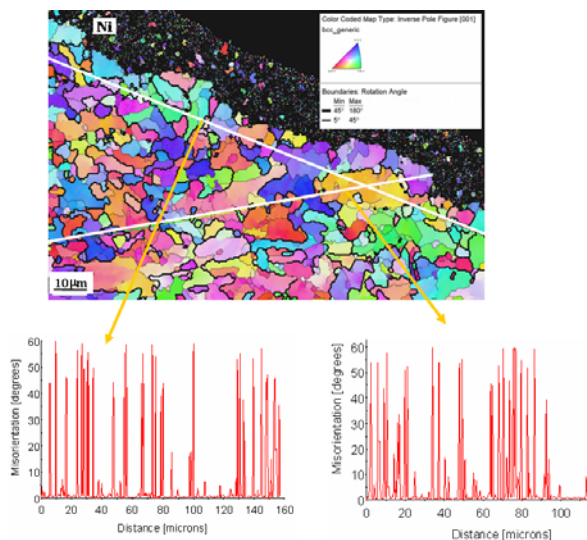 Ni
Color Coded Map Type: Inverse Pole Figure [001]
bcc_generic
Boundaries: Rotation Angle
Min Max
45° 180°
5° 45°
10µm
Misorientation [degrees]
60
50
40
30
20
10
0
0 20 40 60 80 100 120 140 160
Distance [microns]
Misorientation [degrees]
60
50
40
30
20
10
0
0 20 40 60 80 100
Distance [microns]